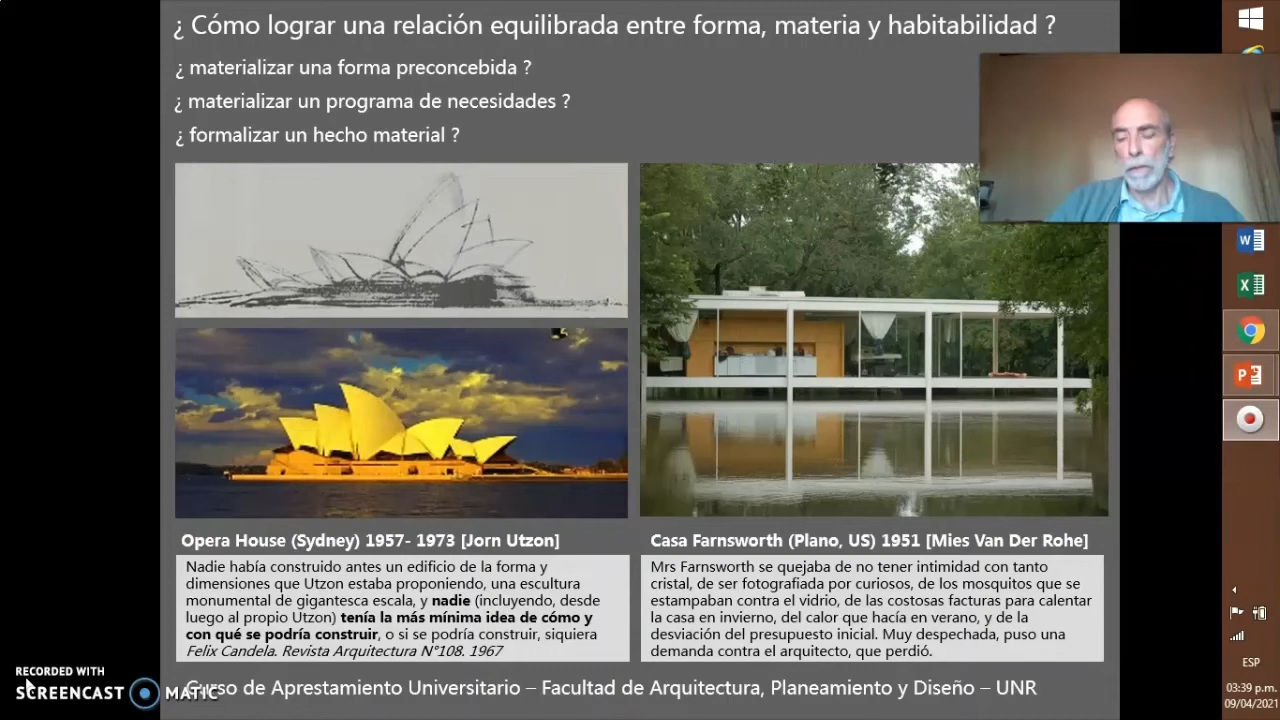 ¿ Cómo lograr una relación equilibrada entre forma, materia y habitabilidad ?
¿ materializar una forma preconcebida ?
¿ materializar un programa de necesidades ?
¿ formalizar un hecho material ?
Opera House (Sydney) 1957- 1973 [Jorn Utzon]
Nadie había construido antes un edificio de la forma y
dimensiones que Utzon estaba proponiendo, una escultura
monumental de gigantesca escala, y nadie (incluyendo, desde
luego al propio Utzon) tenía la más mínima idea de cómo y
con qué se podría construir, o si se podría construir, siquiera
Felix Candela. Revista Arquitectura N°108. 1967
Casa Farnsworth (Plano, US) 1951 [Mies Van Der Rohe]
Mrs Farnsworth se quejaba de no tener intimidad con tanto
cristal, de ser fotografiada por curiosos, de los mosquitos que se
estampaban contra el vidrio, de las costosas facturas para calentar
la casa en invierno, del calor que hacía en verano, y de la
desviación del presupuesto inicial. Muy despechada, puso una
demanda contra el arquitecto, que perdió.
Curso de Aprestamiento Universitario – Facultad de Arquitectura, Planeamiento y Diseño – UNR
RECORDED WITH
SCREENCAST MATIC
W
X
P
ESP
03:39 p.m.
09/04/2021